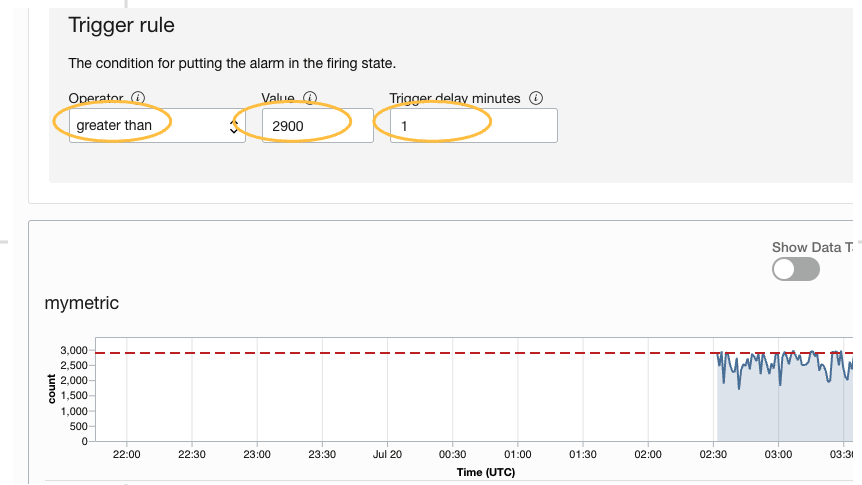 Trigger rule
The condition for putting the alarm in the firing state.
Operator Value Trigger delay minutes
greater than 2900 1
Show Data
mymetric
3,000
2,500
2,000
1,500
1,000
500
0
count
22:00 22:30 23:00 23:30 Jul 20 00:30 01:00 01:30 02:00 02:30 03:00 03:30
Time (UTC)